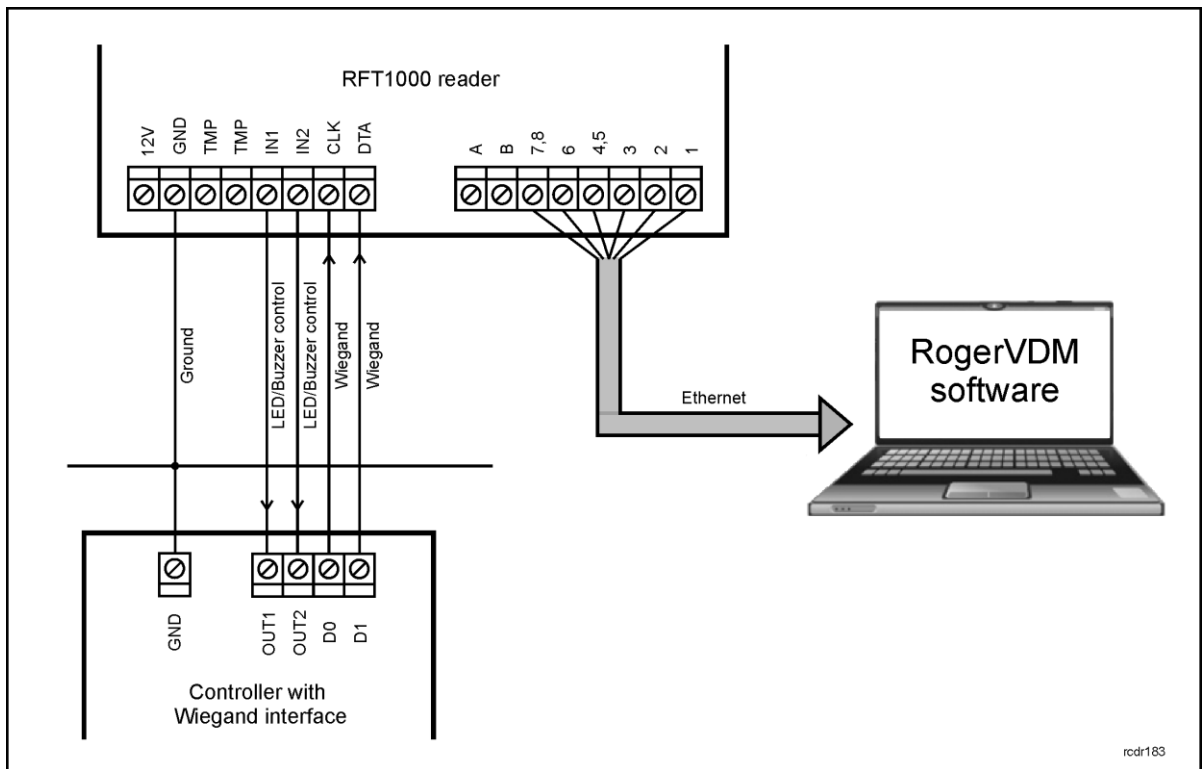 RFT1000 reader
12V
GND
TMP
TMP
IN1
IN2
CLK
DTA
A
B
7,8
6
4,5
3
2
1
Ground
LED/Buzzer control
LED/Buzzer control
Wiegand
Wiegand
Ethernet
RogerVDM
software
GND
OUT1
OUT2
D0
D1
Controller with
Wiegand interface
rcdr183